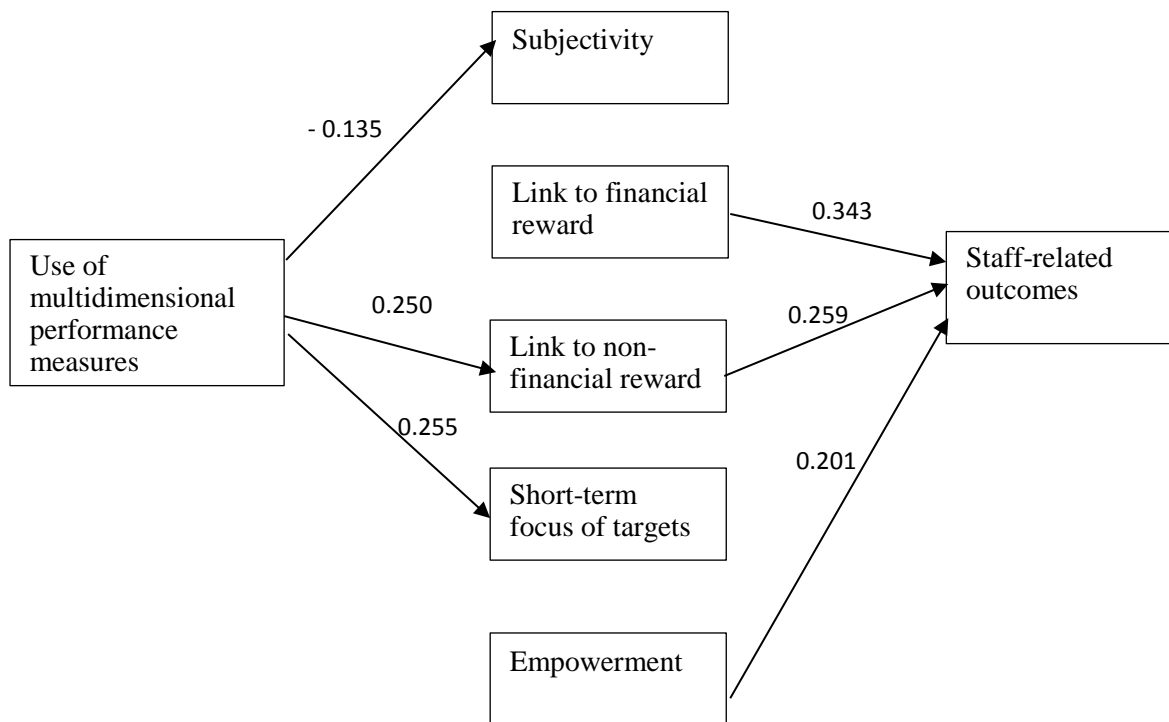 Subjectivity
- 0.135
Link to financial
reward
0.343
Use of
multidimensional
performance
measures
Staff-related
outcomes
0.250
0.259
Link to non-
financial reward
0.255
0.201
Short-term
focus of targets
Empowerment